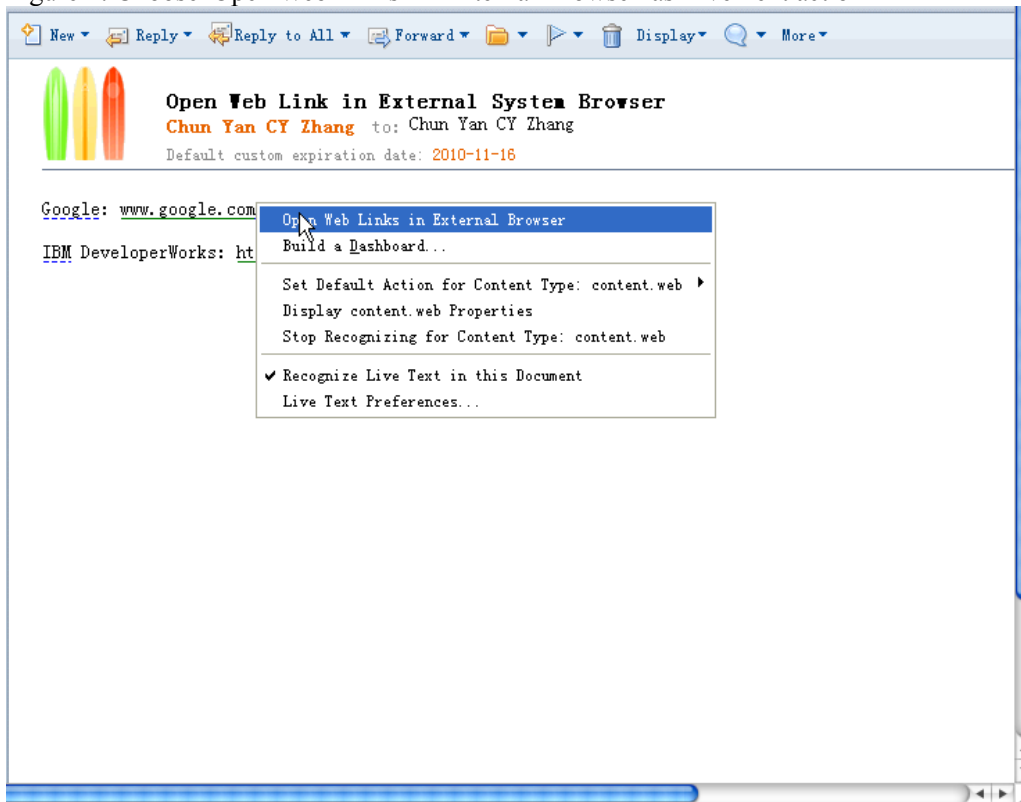 New Reply Reply to All Forward Display More
Open Web Link in External System Browser
Chun Yan CY Zhang to: Chun Yan CY Zhang
Default custom expiration date: 2010-11-16
Google: www.google.com
Open Web Links in External Browser
IBM DeveloperWorks: ht
Build a Dashboard...
Set Default Action for Content Type: content.web
Display content.web Properties
Stop Recognizing for Content Type: content.web
Recognize Live Text in this Document
Live Text Preferences...